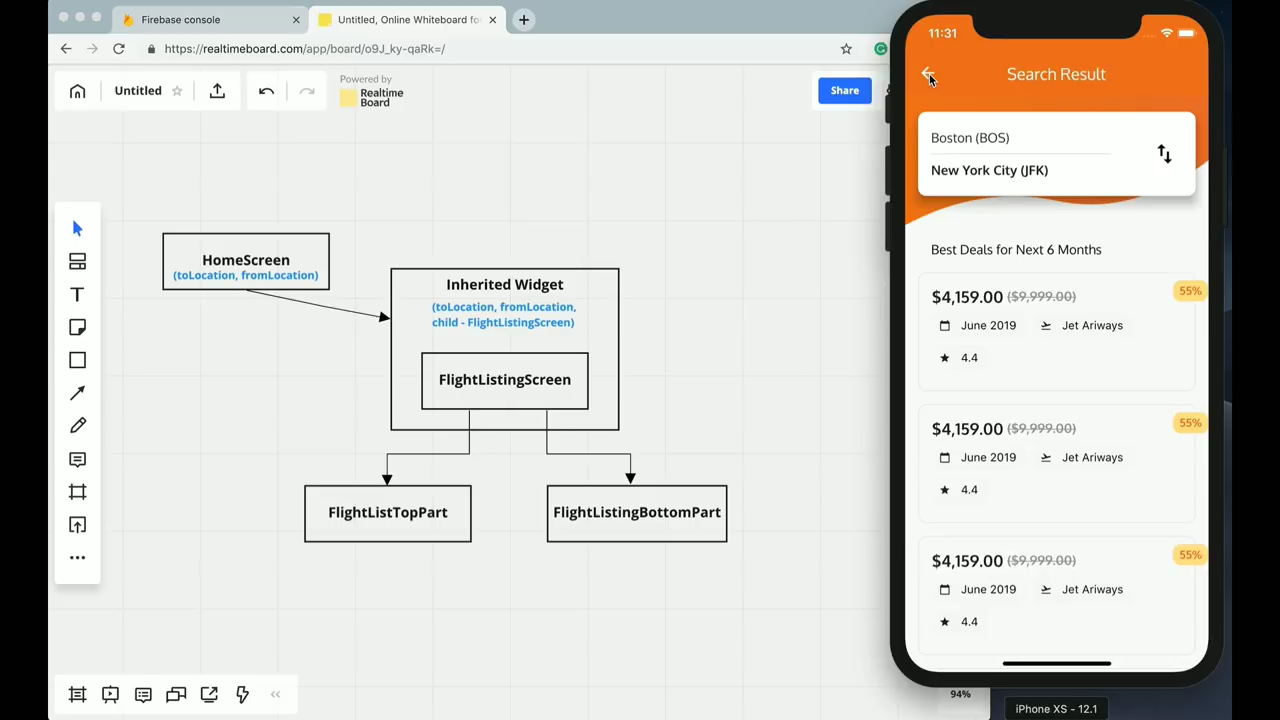 Firebase console
Untitled, Online Whiteboard fo
https://realtimeboard.com/app/board/o9J_ky-qaRk=/
Untitled
Powered by
Realtime
Board
Share
HomeScreen
(toLocation, fromLocation)
Inherited Widget
(toLocation, fromLocation,
child - FlightListingScreen)
FlightListingScreen
FlightListTopPart
FlightListingBottomPart
94%
11:31
Search Result
Boston (BOS)
New York City (JFK)
Best Deals for Next 6 Months
$4,159.00 ($9,999.00) 55%
June 2019 Jet Ariways
4.4
$4,159.00 ($9,999.00) 55%
June 2019 Jet Ariways
4.4
$4,159.00 ($9,999.00) 55%
June 2019 Jet Ariways
4.4
iPhone XS - 12.1